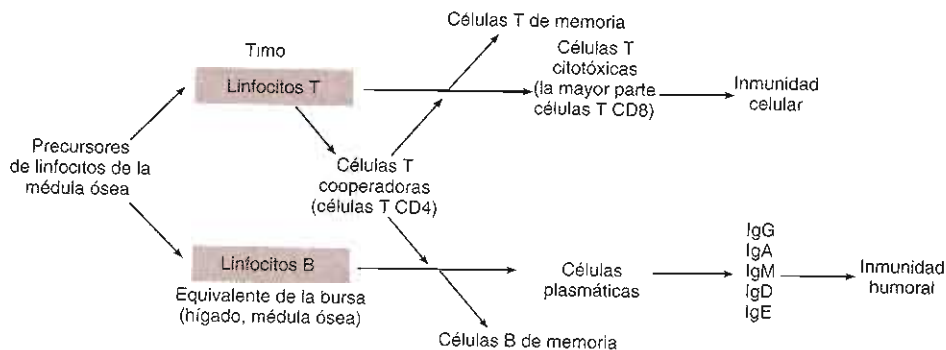 Células T de memoria
Timo
Linfocitos T
Células T
citotóxicas
(la mayor parte
células T CD8)
Inmunidad
celular
Precursores
de linfocitos de la
médula ósea
Células T
cooperadoras
(células T CD4)
Linfocitos B
Equivalente de la bursa
(hígado, médula ósea)
Células
plasmáticas
IgG
IgA
IgM
IgD
IgE
Inmunidad
humoral
Células B de memoria